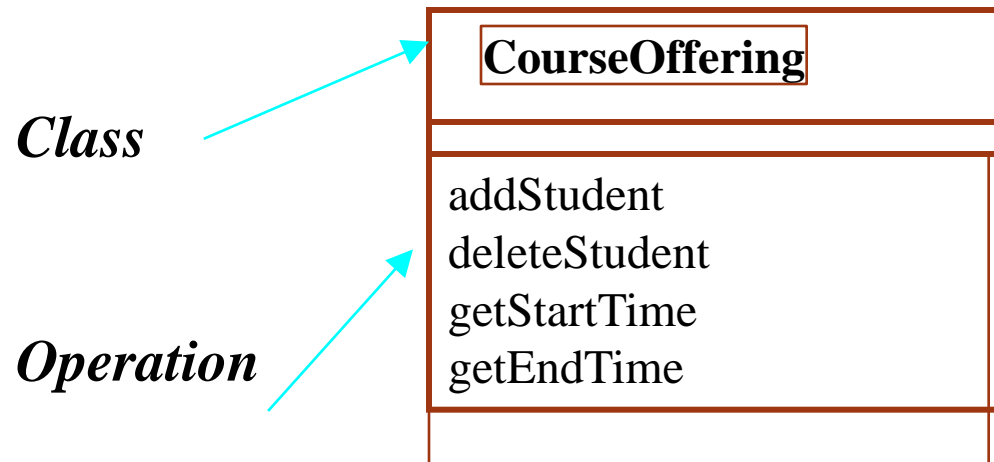 CourseOffering
Class
addStudent
deleteStudent
getStartTime
getEndTime
Operation